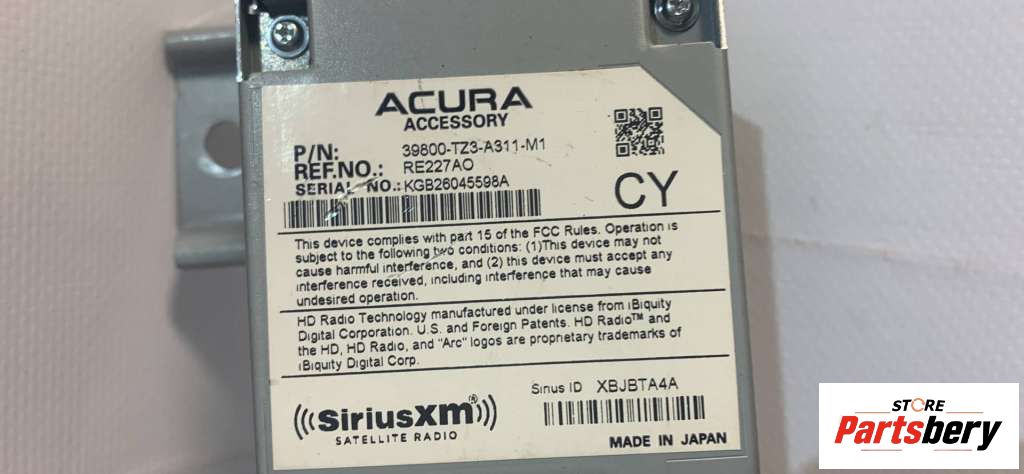 ACURA
ACCESSORY
P/N: 39800-TZ3-A311-M1
REF.NO.: RE227AO
SERIAL NO.: KGB26045598A
CY
This device complies with part 15 of the FCC Rules. Operation is
subject to the following two conditions: (1)This device may not
cause harmful interference, and (2) this device must accept any
interference received, including interference that may cause
undesired operation.
HD Radio Technology manufactured under license from iBiquity
Digital Corporation. U.S. and Foreign Patents. HD Radio™ and
the HD, HD Radio, and "Arc" logos are proprietary trademarks of
iBiquity Digital Corp.
Sirius ID XBJBTA4A
((((SiriusXm®))))
SATELLITE RADIO
MADE IN JAPAN
STORE
Partsbery